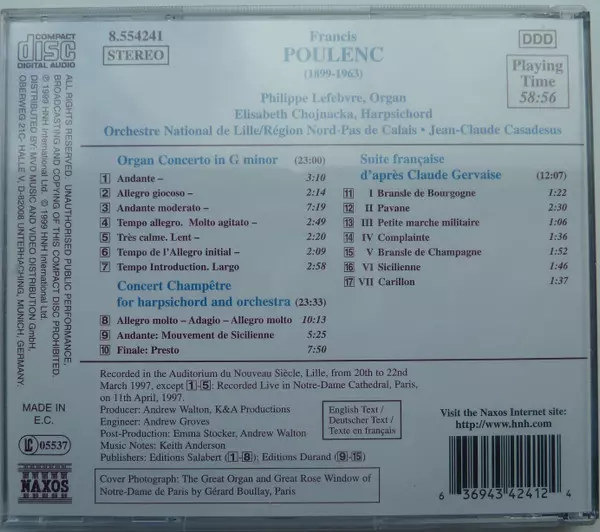 COMPACT
disc
DIGITAL AUDIO
8.554241
STEREO
Francis
POULENC
(1899-1963)
DDD
Playing
Time
58:56
Philippe Lefebvre, Organ
Elisabeth Chojnacka, Harpsichord
Orchestre National de Lille/Région Nord-Pas de Calais • Jean-Claude Casadesus
Organ Concerto in G minor (23:00)
1 Andante – 3:10
2 Allegro giocoso – 2:14
3 Andante moderato – 7:19
4 Tempo allegro. Molto agitato – 2:49
5 Très calme. Lent – 2:20
6 Tempo de l'Allegro initial – 2:09
7 Tempo Introduction. Largo 2:58
Concert Champêtre
for harpsichord and orchestra (23:33)
8 Allegro molto – Adagio – Allegro molto 10:13
9 Andante: Mouvement de Sicilienne 5:25
10 Finale: Presto 7:50
Suite française
d'après Claude Gervaise (12:07)
11 I Bransle de Bourgogne 1:22
12 II Pavane 2:30
13 III Petite marche militaire 1:06
14 IV Complainte 1:36
15 V Bransle de Champagne 1:52
16 VI Sicilienne 1:46
17 VII Carillon 1:37
Recorded in the Auditorium du Nouveau Siècle, Lille, from 20th to 22nd
March 1997, except 1-5: Recorded Live in Notre-Dame Cathedral, Paris,
on 11th April, 1997.
Producer: Andrew Walton, K&A Productions
Engineer: Andrew Groves
Post-Production: Emma Stocker, Andrew Walton
Music Notes: Keith Anderson
Publishers: Editions Salabert (1-8); Editions Durand (9-15)
English Text /
Deutscher Text /
Texte en français
Cover Photograph: The Great Organ and Great Rose Window of
Notre-Dame de Paris by Gérard Boullay, Paris
Visit the Naxos Internet site:
http://www.hnh.com
6 36943 42412 4
ALL RIGHTS RESERVED. UNAUTHORISED PUBLIC PERFORMANCE,
BROADCASTING AND COPYING OF THIS COMPACT DISC PROHIBITED.
℗ 1999 HNH International Ltd. © 1999 HNH International Ltd.
DISTRIBUTED BY: MVD MUSIC AND VIDEO DISTRIBUTION GmbH,
OBERWEG 21C - HALLE V, D-82008 UNTERHACHING, MUNICH, GERMANY.
MADE IN
E.C.
LC 05537
NAXOS